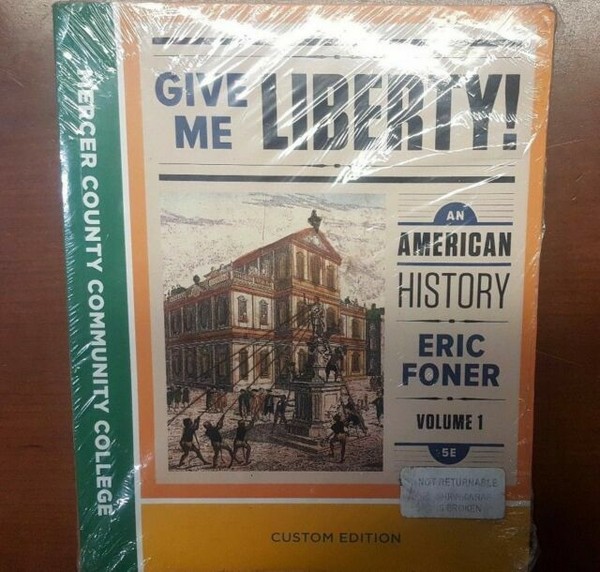 MERCER COUNTY COMMUNITY COLLEGE
GIVE
ME
LIBERTY!
AN
AMERICAN
HISTORY
ERIC
FONER
VOLUME 1
5E
NOT RETURNABLE
BROKEN
CUSTOM EDITION